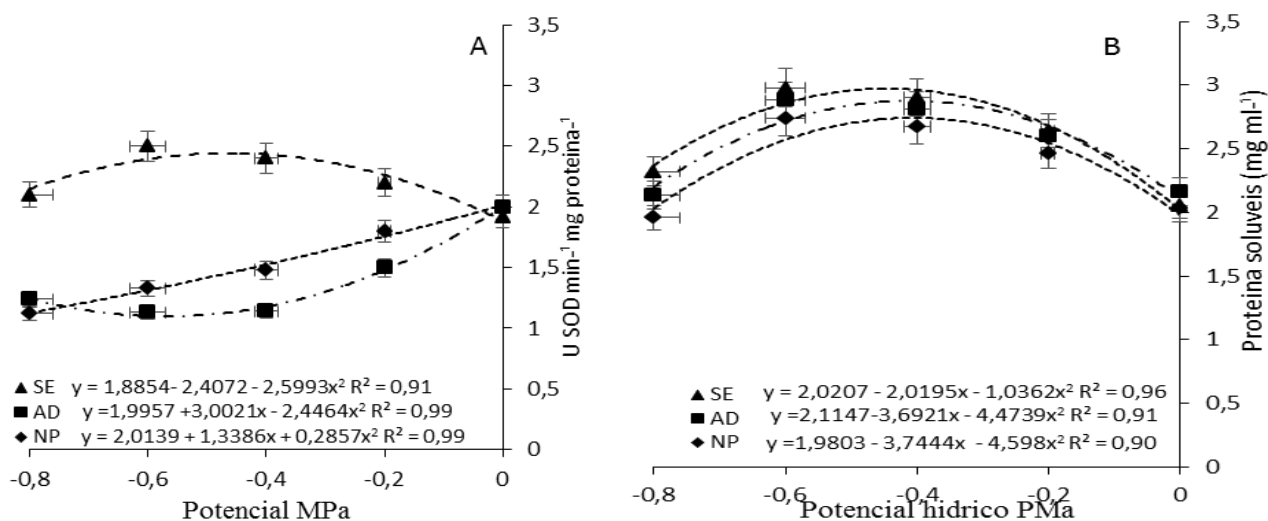 A
3,5
3
2,5
2
1,5
1
0,5
0
U SOD min-¹ mg proteina-¹
SE y = 1,8854- 2,4072 - 2,5993x² R² = 0,91
AD y =1,9957 +3,0021x - 2,4464x² R² = 0,99
NP y = 2,0139 + 1,3386x + 0,2857x² R² = 0,99
-0,8 -0,6 -0,4 -0,2 0
Potencial MPa
B
3,5
3
2,5
2
1,5
1
0,5
0
Proteina soluveis (mg ml-¹)
SE y = 2,0207 - 2,0195x - 1,0362x² R² = 0,96
AD y=2,1147-3,6921x - 4,4739x² R² = 0,91
NP y=1,9803 - 3,7444x - 4,598x² R² = 0,90
-0,8 -0,6 -0,4 -0,2 0
Potencial hidrico PMa